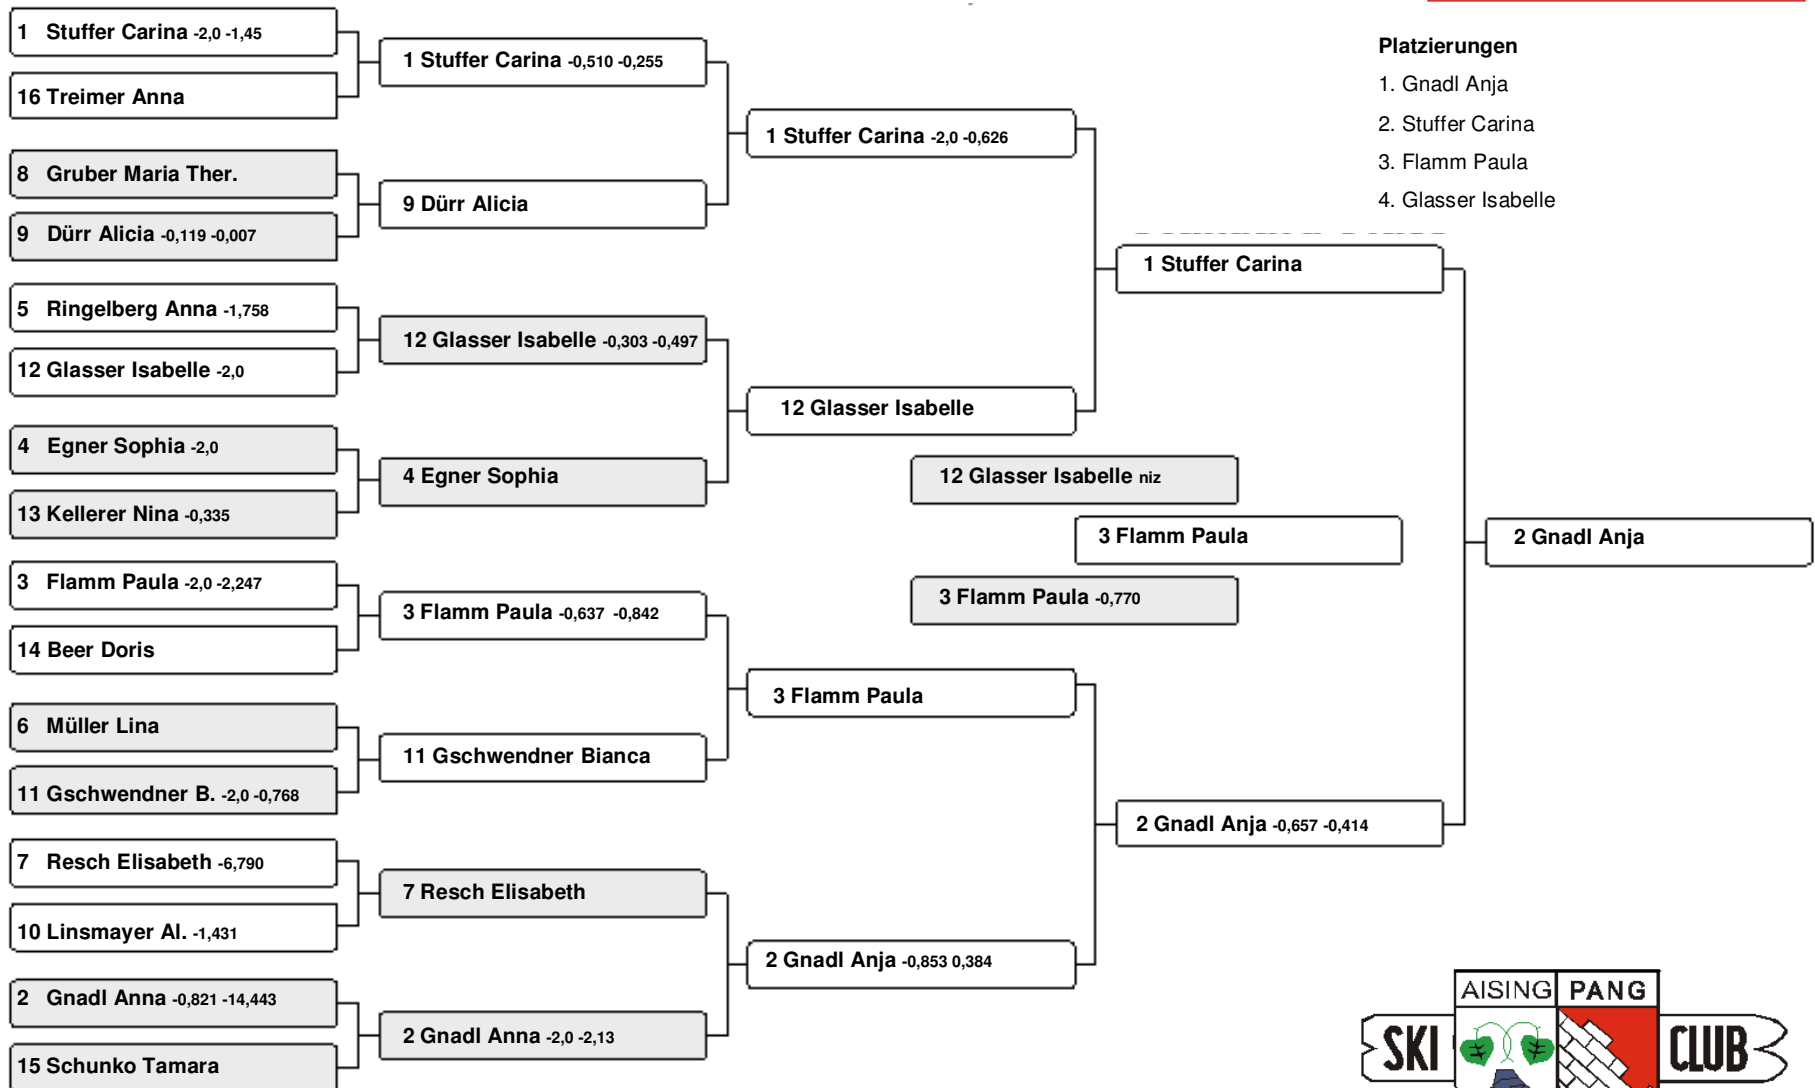 1 Stuffer Carina -2,0 -1,45
16 Treimer Anna
8 Gruber Maria Ther.
9 Dürr Alicia -0,119 -0,007
5 Ringelberg Anna -1,758
12 Glasser Isabelle -2,0
4 Egner Sophia -2,0
13 Kellerer Nina -0,335
3 Flamm Paula -2,0 -2,247
14 Beer Doris
6 Müller Lina
11 Gschwendner B. -2,0 -0,768
7 Resch Elisabeth -6,790
10 Linsmayer Al. -1,431
2 Gnadl Anna -0,821 -14,443
15 Schunko Tamara
1 Stuffer Carina -0,510 -0,255
9 Dürr Alicia
12 Glasser Isabelle -0,303 -0,497
4 Egner Sophia
3 Flamm Paula -0,637 -0,842
11 Gschwendner Bianca
7 Resch Elisabeth
2 Gnadl Anna -2,0 -2,13
1 Stuffer Carina -2,0 -0,626
12 Glasser Isabelle
3 Flamm Paula
2 Gnadl Anja -0,853 0,384
12 Glasser Isabelle niz
3 Flamm Paula
3 Flamm Paula -0,770
1 Stuffer Carina
2 Gnadl Anja -0,657 -0,414
2 Gnadl Anja
Platzierungen
1. Gnadl Anja
2. Stuffer Carina
3. Flamm Paula
4. Glasser Isabelle
AISING PANG
SKI CLUB